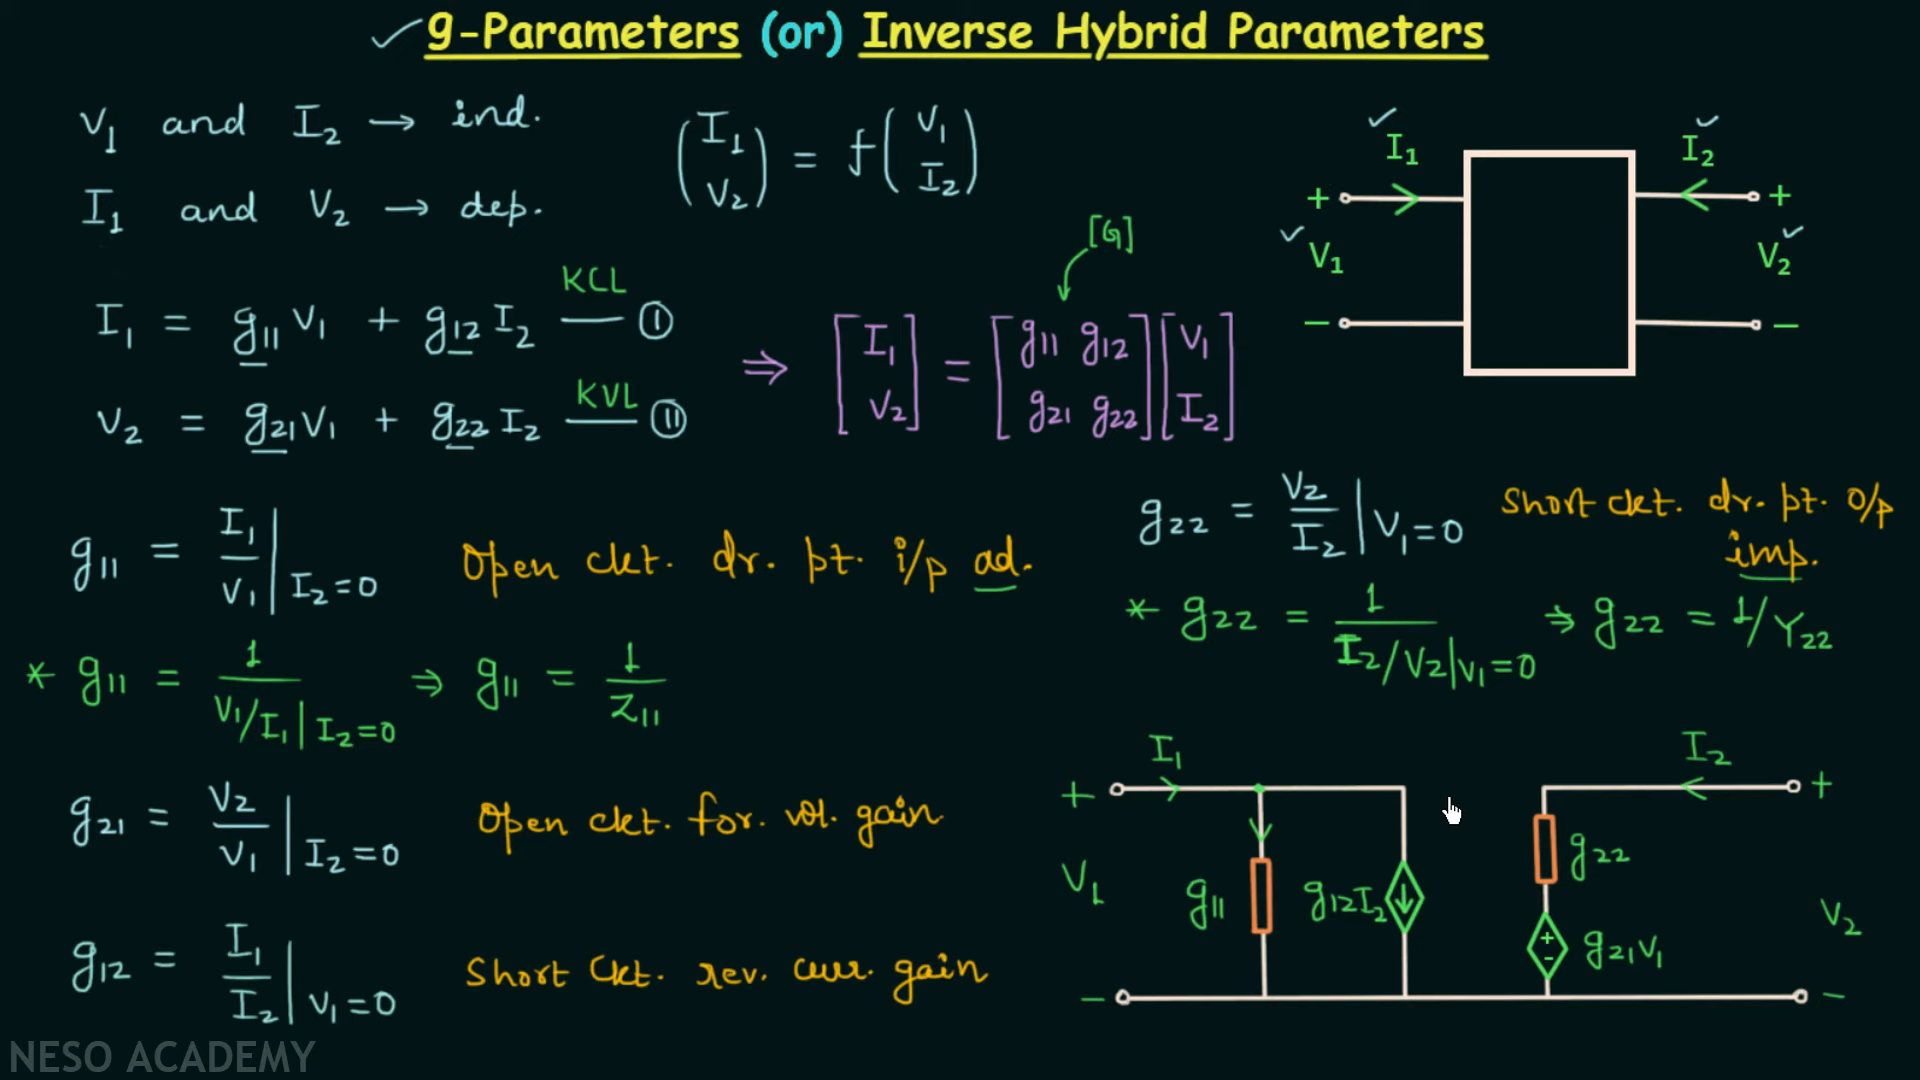 g-Parameters (or) Inverse Hybrid Parameters
V1 and I2 → ind.
I1 and V2 → dep.
(I1 V2) = f(V1 I2)
I1 = g11 V1 + g12 I2 — KCL — ①
V2 = g21 V1 + g22 I2 — KVL — ⑪
[G]
⇒ [I1 V2] = [g11 g12 g21 g22] [V1 I2]
I1 I2
+ +
V1 V2
− −
g11 = I1/V1 | I2=0 Open ckt. dr. pt. i/p ad.
* g11 = 1 / V1/I1 | I2=0 ⇒ g11 = 1/Z11
g21 = V2/V1 | I2=0 Open ckt. for. vol. gain
g12 = I1/I2 | V1=0 Short ckt. rev. curr. gain
g22 = V2/I2 | V1=0 Short ckt. dr. pt. o/p
imp.
* g22 = 1 / I2/V2 | V1=0 ⇒ g22 = 1/Y22
I1 I2
+ +
V1 g11 g12I2 g22 V2
+ - g21V1
− −
NESO ACADEMY